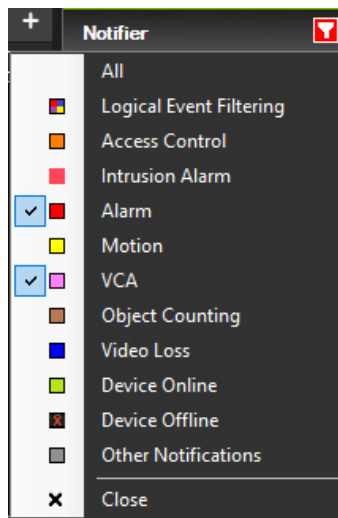 Notifier
All
Logical Event Filtering
Access Control
Intrusion Alarm
Alarm
Motion
VCA
Object Counting
Video Loss
Device Online
Device Offline
Other Notifications
Close